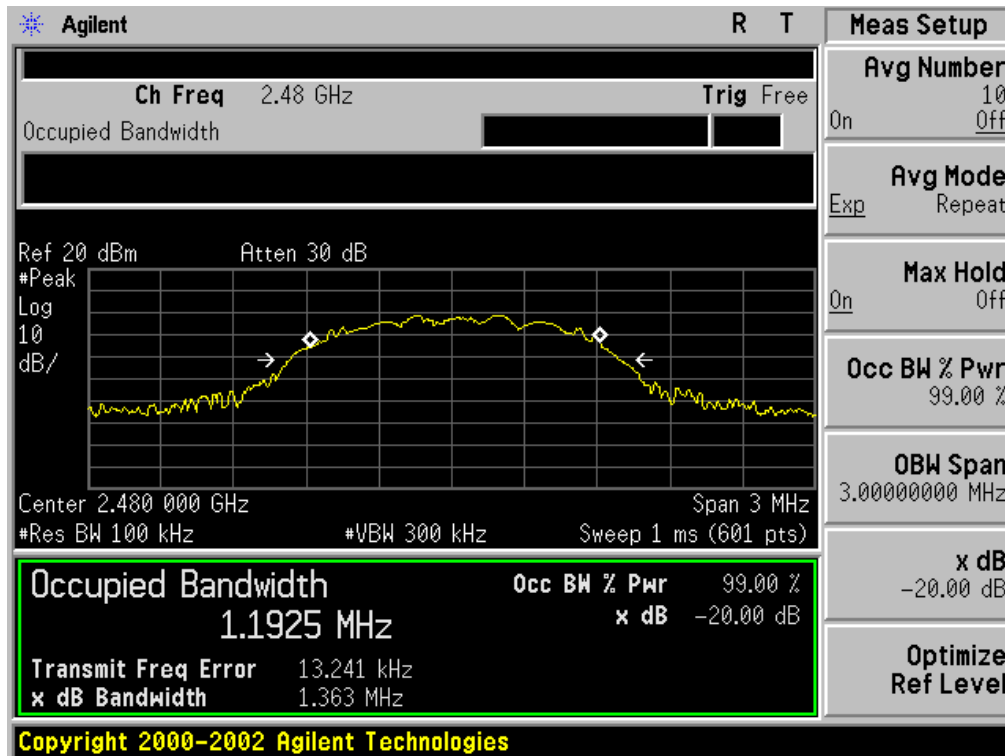 Agilent R T
Ch Freq 2.48 GHz Trig Free
Occupied Bandwidth
Ref 20 dBm Atten 30 dB
#Peak
Log
10
dB/
Center 2.480 000 GHz Span 3 MHz
#Res BW 100 kHz #VBW 300 kHz Sweep 1 ms (601 pts)
Occupied Bandwidth
1.1925 MHz
Occ BW % Pwr 99.00 %
x dB -20.00 dB
Transmit Freq Error 13.241 kHz
x dB Bandwidth 1.363 MHz
Copyright 2000-2002 Agilent Technologies
Meas Setup
Avg Number
10
On Off
Avg Mode
Exp Repeat
Max Hold
On Off
Occ BW % Pwr
99.00 %
OBW Span
3.00000000 MHz
x dB
-20.00 dB
Optimize
Ref Level